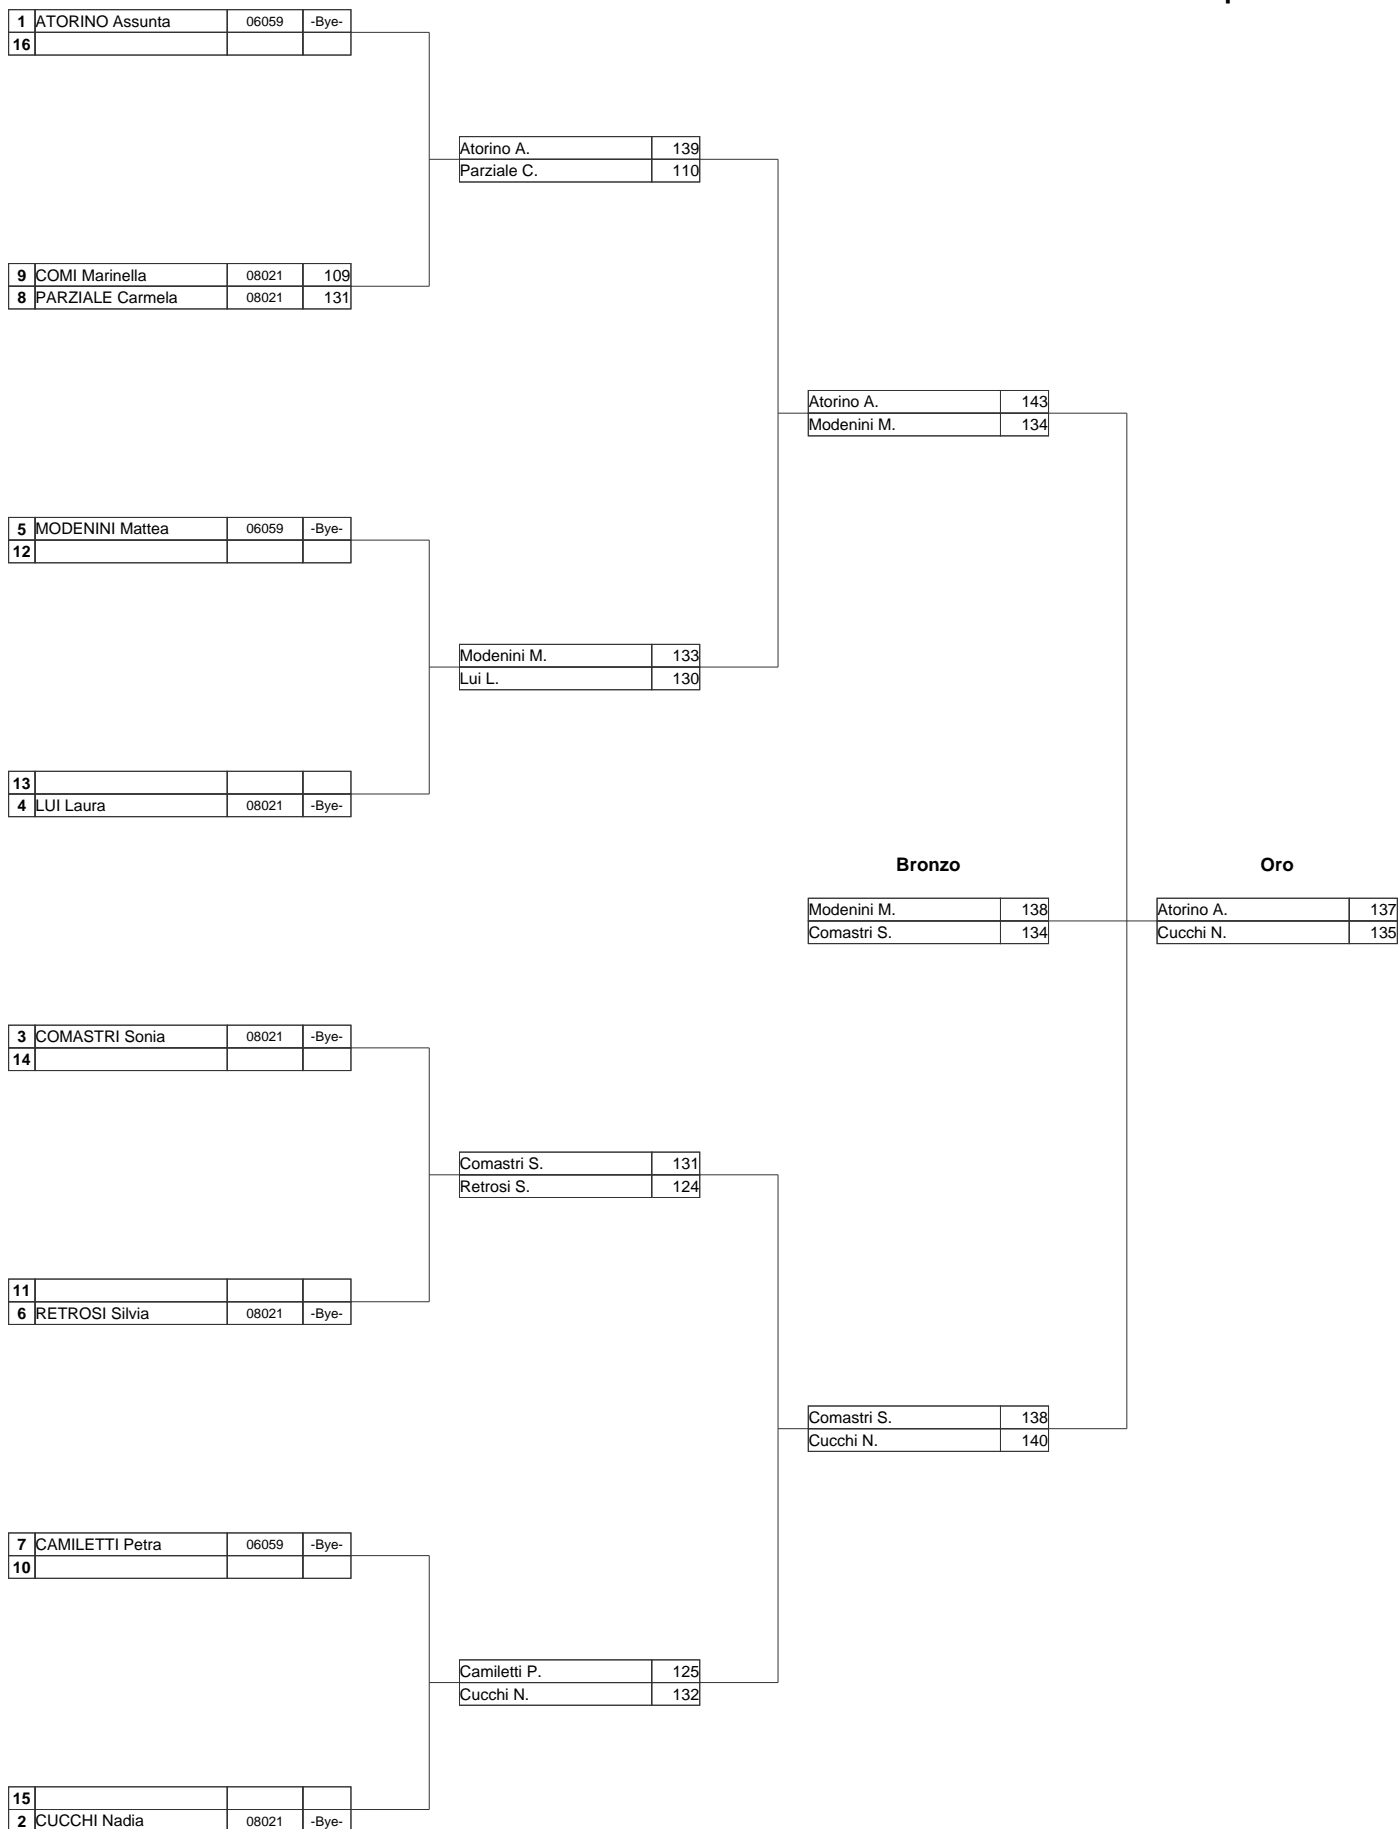 1 ATORINO Assunta 06059 -Bye-
16
Atorino A. 139
Parziale C. 110
9 COMI Marinella 08021 109
8 PARZIALE Carmela 08021 131
Atorino A. 143
Modenini M. 134
5 MODENINI Mattea 06059 -Bye-
12
Modenini M. 133
Lui L. 130
13
4 LUI Laura 08021 -Bye-
Bronzo Oro
Modenini M. 138 Atorino A. 137
Comastri S. 134 Cucchi N. 135
3 COMASTRI Sonia 08021 -Bye-
14
Comastri S. 131
Retrosi S. 124
11
6 RETROSI Silvia 08021 -Bye-
Comastri S. 138
Cucchi N. 140
7 CAMILETTI Petra 06059 -Bye-
10
Camiletti P. 125
Cucchi N. 132
15
2 CUCCHI Nadia 08021 -Bye-